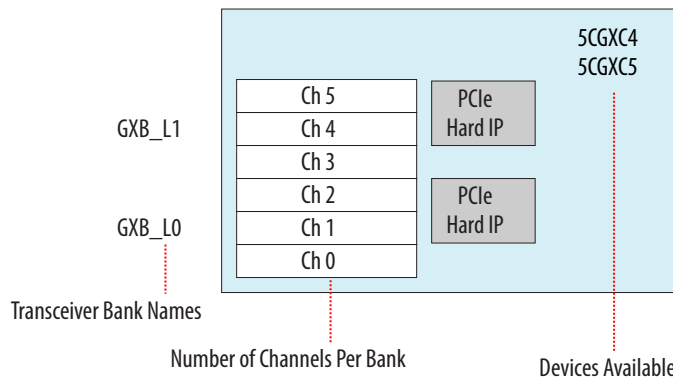 5CGXC4
5CGXC5
Ch 5
PCIe
Hard IP
GXB_L1
Ch 4
Ch 3
Ch 2
PCIe
Hard IP
GXB_L0
Ch 1
Ch 0
Transceiver Bank Names
Number of Channels Per Bank
Devices Available